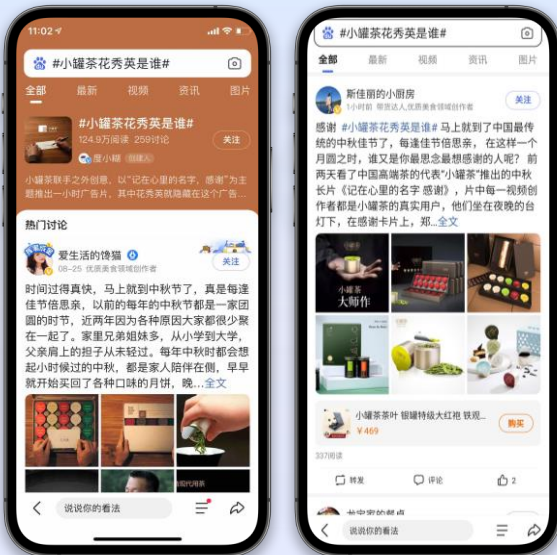 11:02
#小罐茶花秀英是谁#
全部 最新 视频 资讯 图片
#小罐茶花秀英是谁#
124.9万阅读 259讨论
关注
度小糊 创建人
小罐茶联手之外创意，以“记在心里的名字，感谢”为主
题推出一小时广告片，其中花秀英就隐藏在这个广告...
热门讨论
爱生活的馋猫
08-25 优质美食领域创作者
关注
时间过得真快，马上就到中秋节了，真是每逢
佳节倍思亲，以前的每年的中秋节都是一家团
圆的时节，近两年因为各种原因大家都很少聚
在一起了。家里兄弟姐妹多，从小学到大学，
父亲肩上的担子从未轻过。每年中秋时都会想
起小时候过的中秋，都是家人陪伴在侧，早早
就开始买回了各种口味的月饼，晚...全文
说说你的看法
#小罐茶花秀英是谁#
全部 最新 视频 资讯 图片
斯佳丽的小厨房
1小时前 带货达人,优质美食领域创作者
关注
感谢 #小罐茶花秀英是谁# 马上就到了中国最传
统的中秋佳节了，每逢佳节倍思亲， 在这样一个
月圆之时，谁又是你最思念最想感谢的人呢？ 前
两天看了中国高端茶的代表“小罐茶”推出的中秋
长片《记在心里的名字 感谢》，片中每一视频创
作者都是小罐茶的真实用户，他们坐在夜晚的台
灯下，在感谢卡片上，郑...全文
小罐茶
大师作
小罐茶茶叶 银罐特级大红袍 铁观...
￥469
购买
337阅读
转发 评论 2
说说你的看法